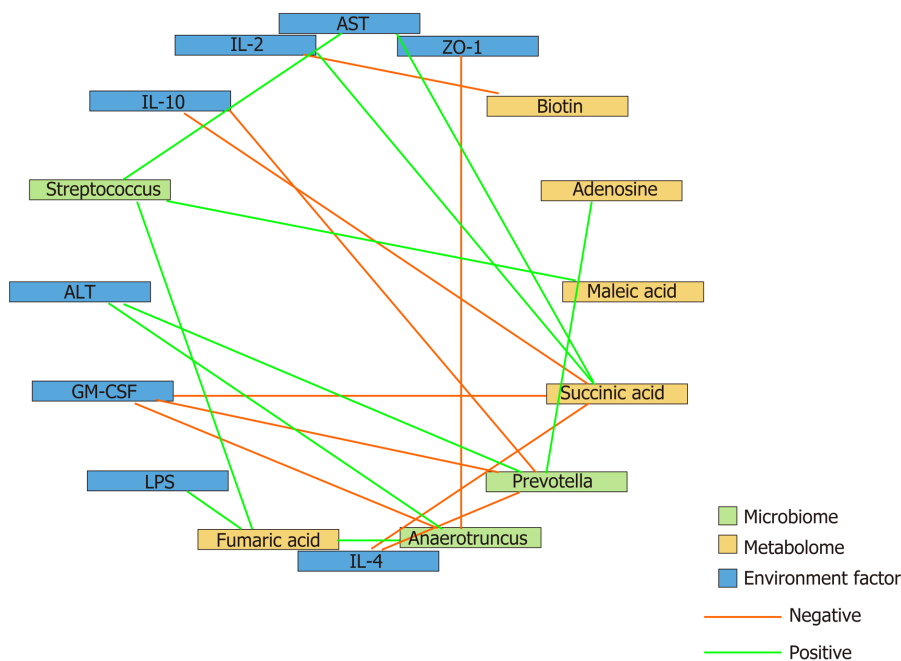 AST
IL-2
ZO-1
IL-10
Biotin
Streptococcus
Adenosine
ALT
Maleic acid
GM-CSF
Succinic acid
LPS
Prevotella
Fumaric acid
Anaerotruncus
IL-4
Microbiome
Metabolome
Environment factor
Negative
Positive